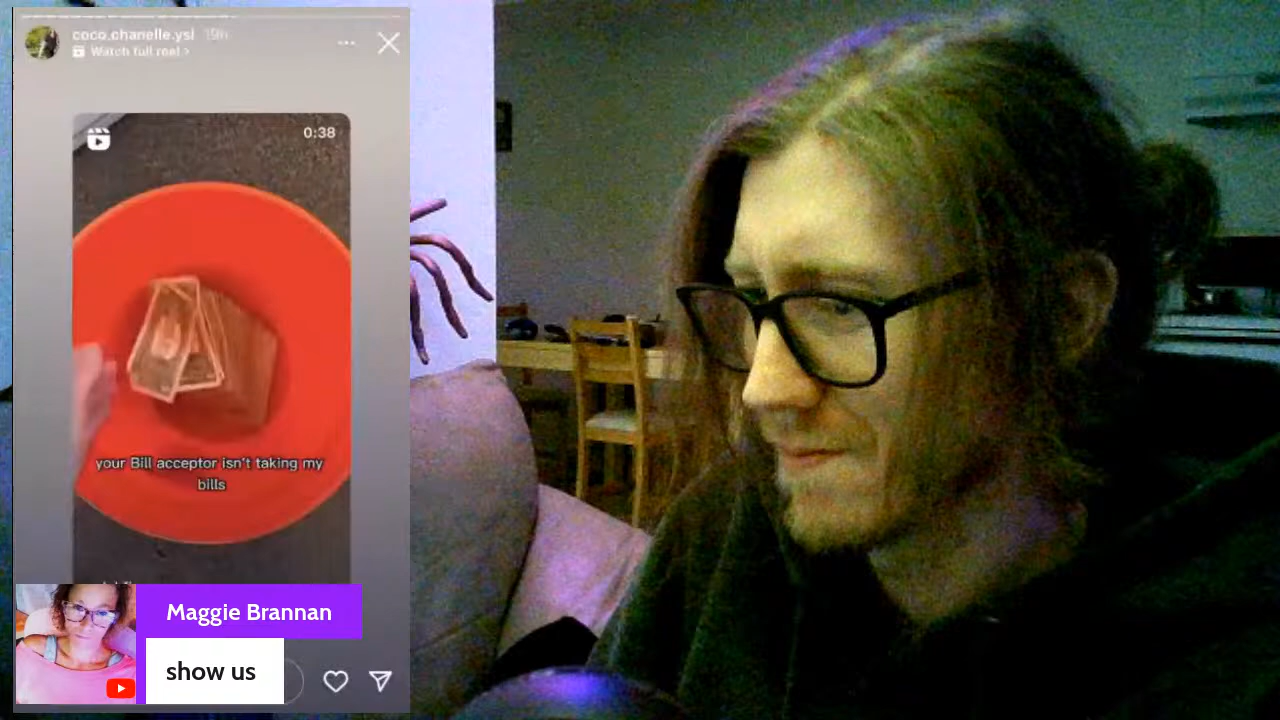 coco.chanelle.ysl 19h
Watch full reel >
0:38
your Bill acceptor isn't taking my
bills
Maggie Brannan
show us